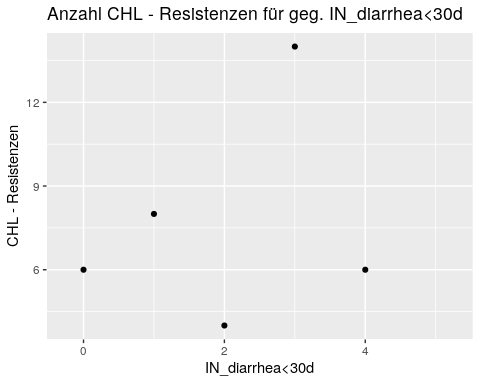 Anzahl CHL - Resistenzen für geg. IN_diarrhea<30d
CHL - Resistenzen
12
9
6
0
2
4
IN_diarrhea<30d